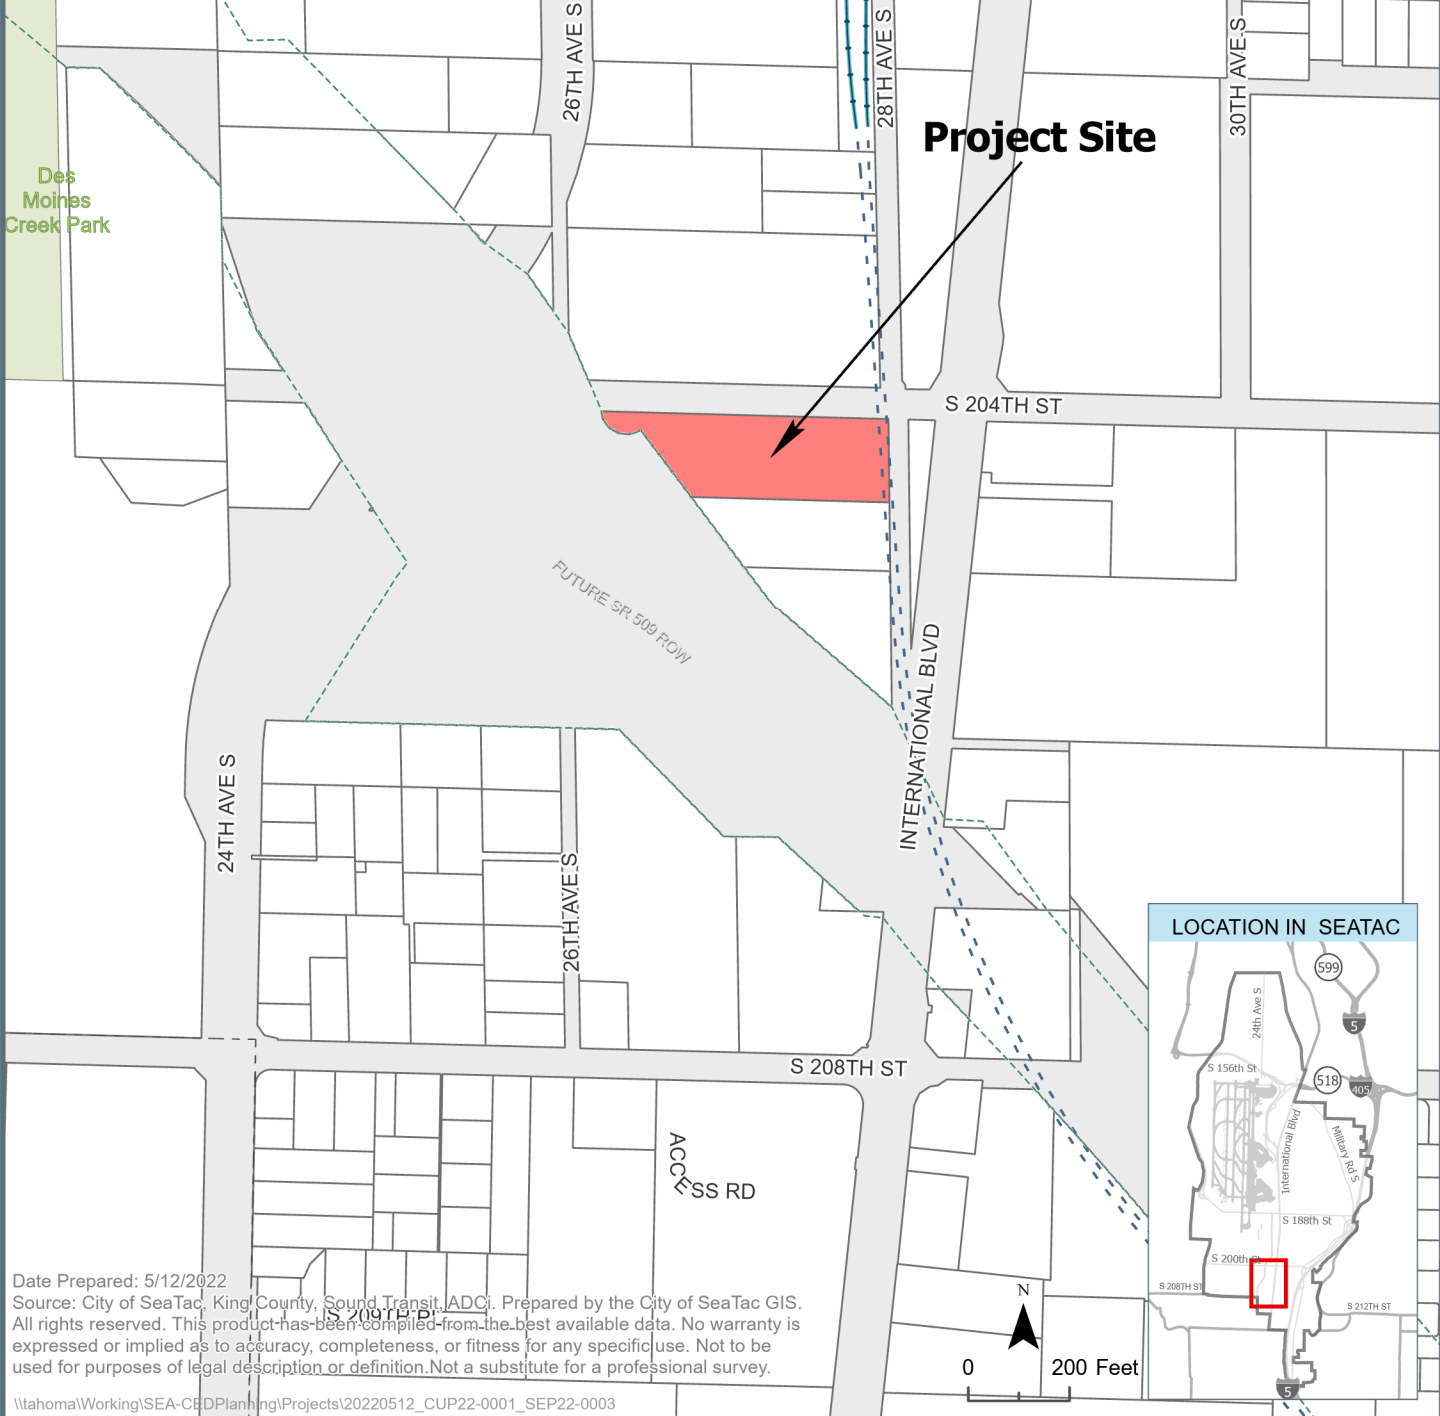 26TH AVE S
28TH AVE S
30TH AVE S
Project Site
Des
Moines
Creek Park
S 204TH ST
FUTURE SR 509 ROW
INTERNATIONAL BLVD
24TH AVE S
26TH AVE S
S 208TH ST
ACCESS RD
S 209TH PL
LOCATION IN SEATAC
599
24th Ave S
5
S 156th St
518
405
International Blvd
Military Rd S
S 188th St
S 200th St
S 208TH ST
S 212TH ST
5
N
0 200 Feet
Date Prepared: 5/12/2022
Source: City of SeaTac, King County, Sound Transit, ADCi. Prepared by the City of SeaTac GIS.
All rights reserved. This product has been compiled from the best available data. No warranty is
expressed or implied as to accuracy, completeness, or fitness for any specific use. Not to be
used for purposes of legal description or definition.Not a substitute for a professional survey.
\\tahoma\Working\SEA-CEDPlanning\Projects\20220512_CUP22-0001_SEP22-0003